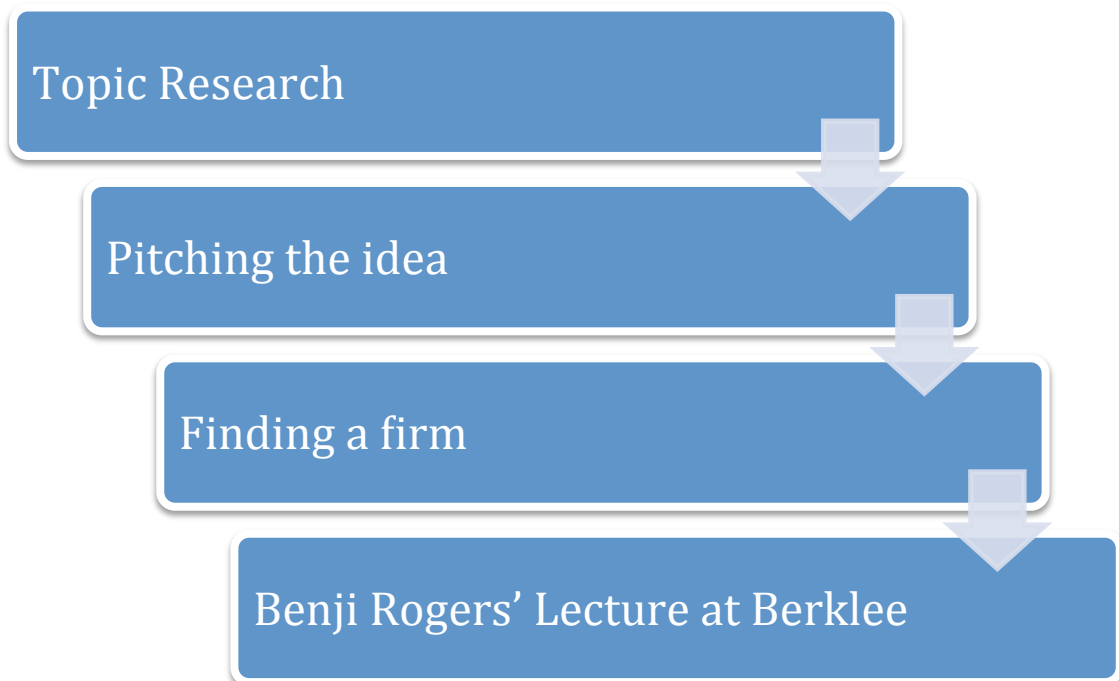 Topic Research
Pitching the idea
Finding a firm
Benji Rogers’ Lecture at Berklee